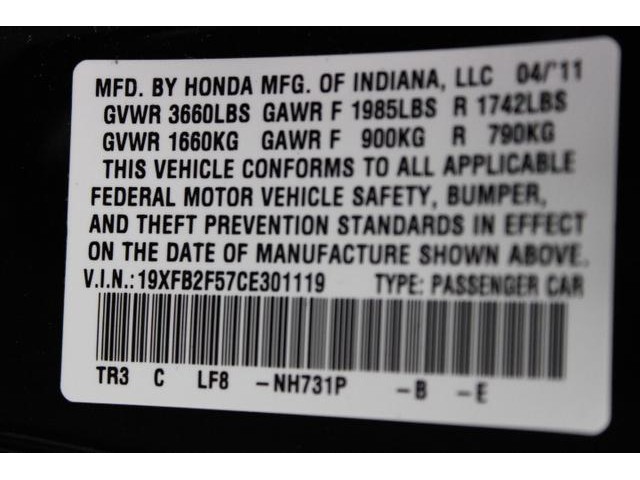 MFD. BY HONDA MFG. OF INDIANA, LLC 04/'11
GVWR 3660LBS GAWR F 1985LBS R 1742LBS
GVWR 1660KG GAWR F 900KG R 790KG
THIS VEHICLE CONFORMS TO ALL APPLICABLE
FEDERAL MOTOR VEHICLE SAFETY, BUMPER,
AND THEFT PREVENTION STANDARDS IN EFFECT
ON THE DATE OF MANUFACTURE SHOWN ABOVE.
V.I.N.:19XFB2F57CE301119 TYPE: PASSENGER CAR
TR3 C LF8 -NH731P -B -E